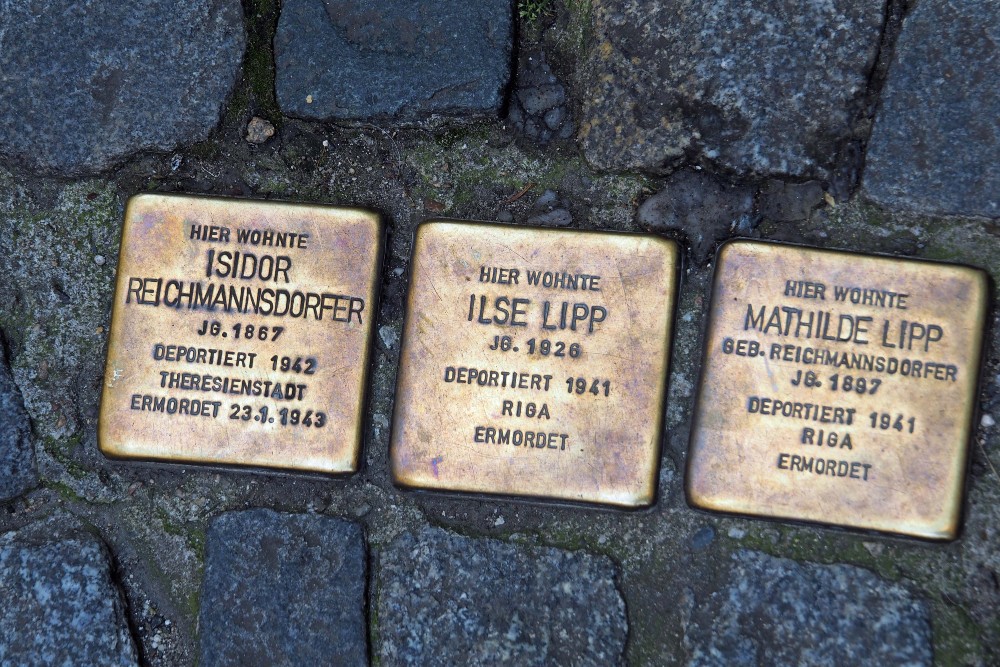 HIER WOHNTE
ISIDOR
REICHMANNSDORFER
JG. 1867
DEPORTIERT 1942
THERESIENSTADT
ERMORDET 23.1.1943
HIER WOHNTE
ILSE LIPP
JG. 1926
DEPORTIERT 1941
RIGA
ERMORDET
HIER WOHNTE
MATHILDE LIPP
GEB. REICHMANNSDORFER
JG. 1897
DEPORTIERT 1941
RIGA
ERMORDET